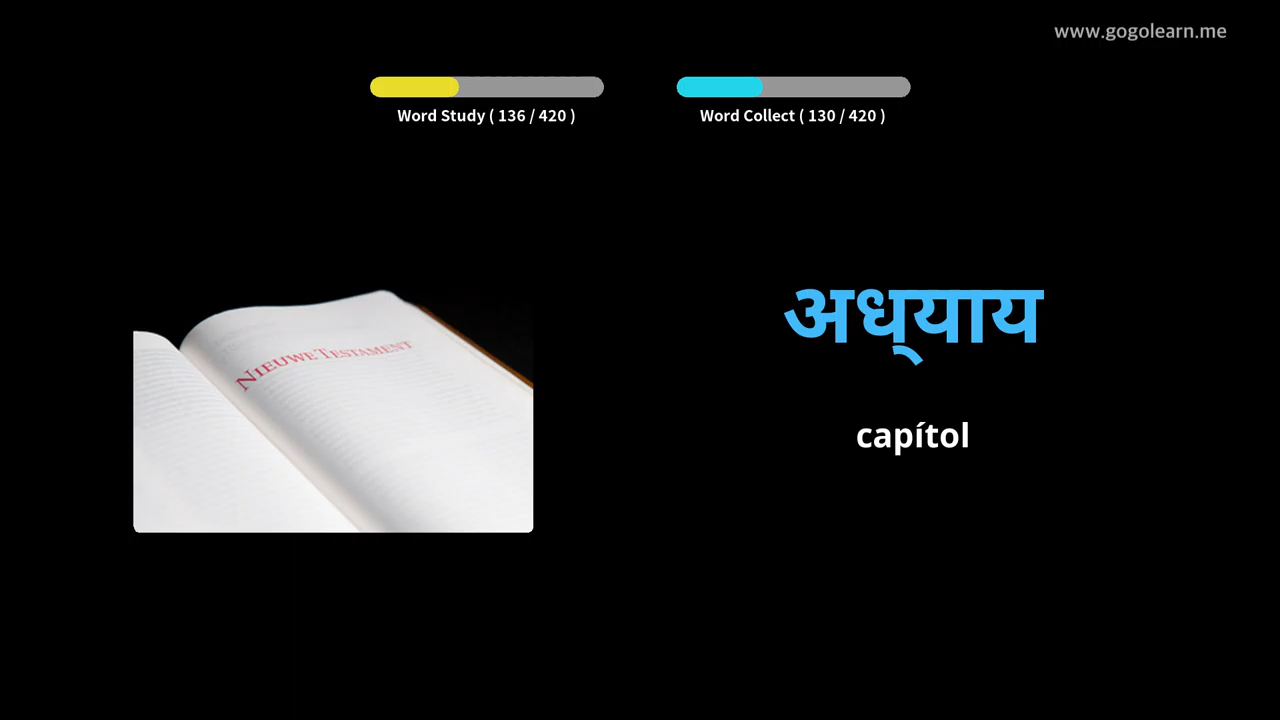 www.gogolearn.me
Word Study ( 136 / 420 )
Word Collect ( 130 / 420 )
NIEUWE TESTAMENT
अध्‌याय
capítol